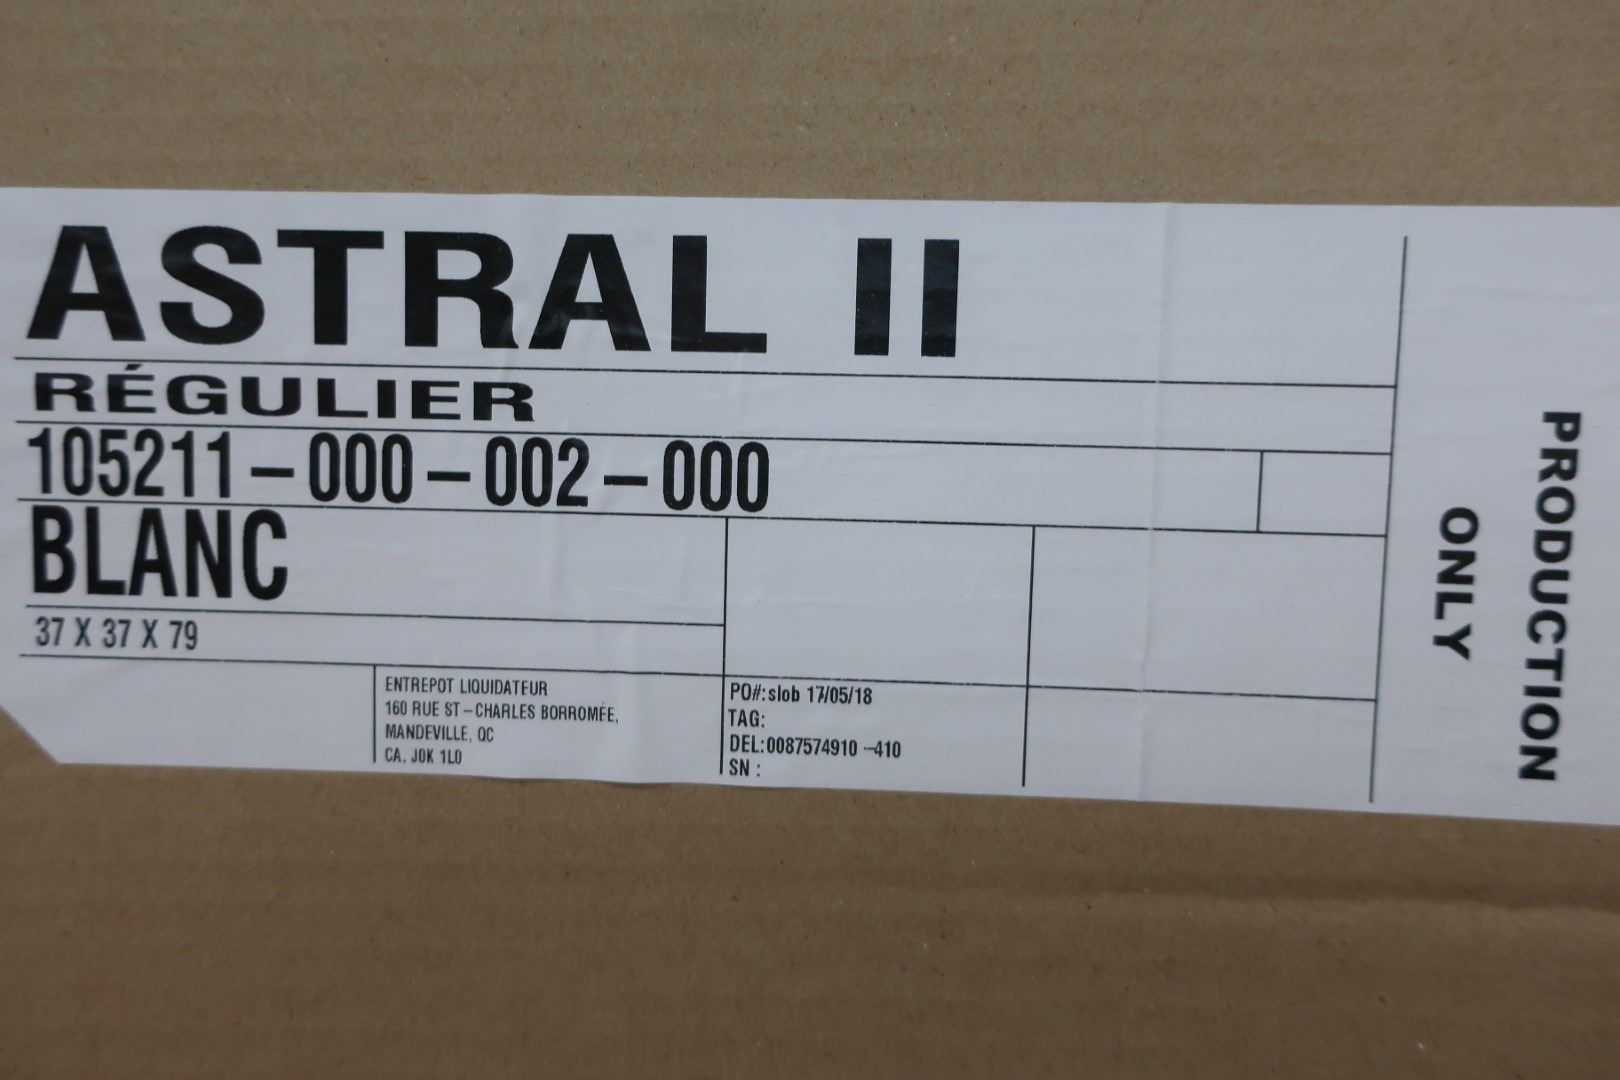 ASTRAL II
RÉGULIER
105211-000-002-000
BLANC
37 X 37 X 79
ENTREPOT LIQUIDATEUR
160 RUE ST-CHARLES BORROMÉE,
MANDEVILLE, QC
CA, J0K 1L0
PO#:slob 17/05/18
TAG:
DEL:0087574910 -410
SN :
PRODUCTION
ONLY